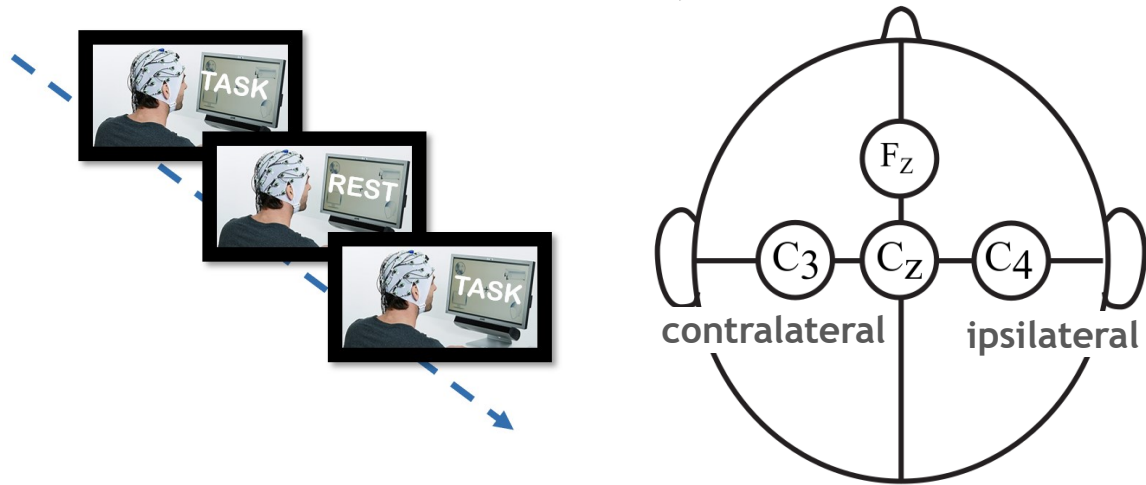 TASK
REST
TASK
Fz
C3 Cz C4
contralateral ipsilateral